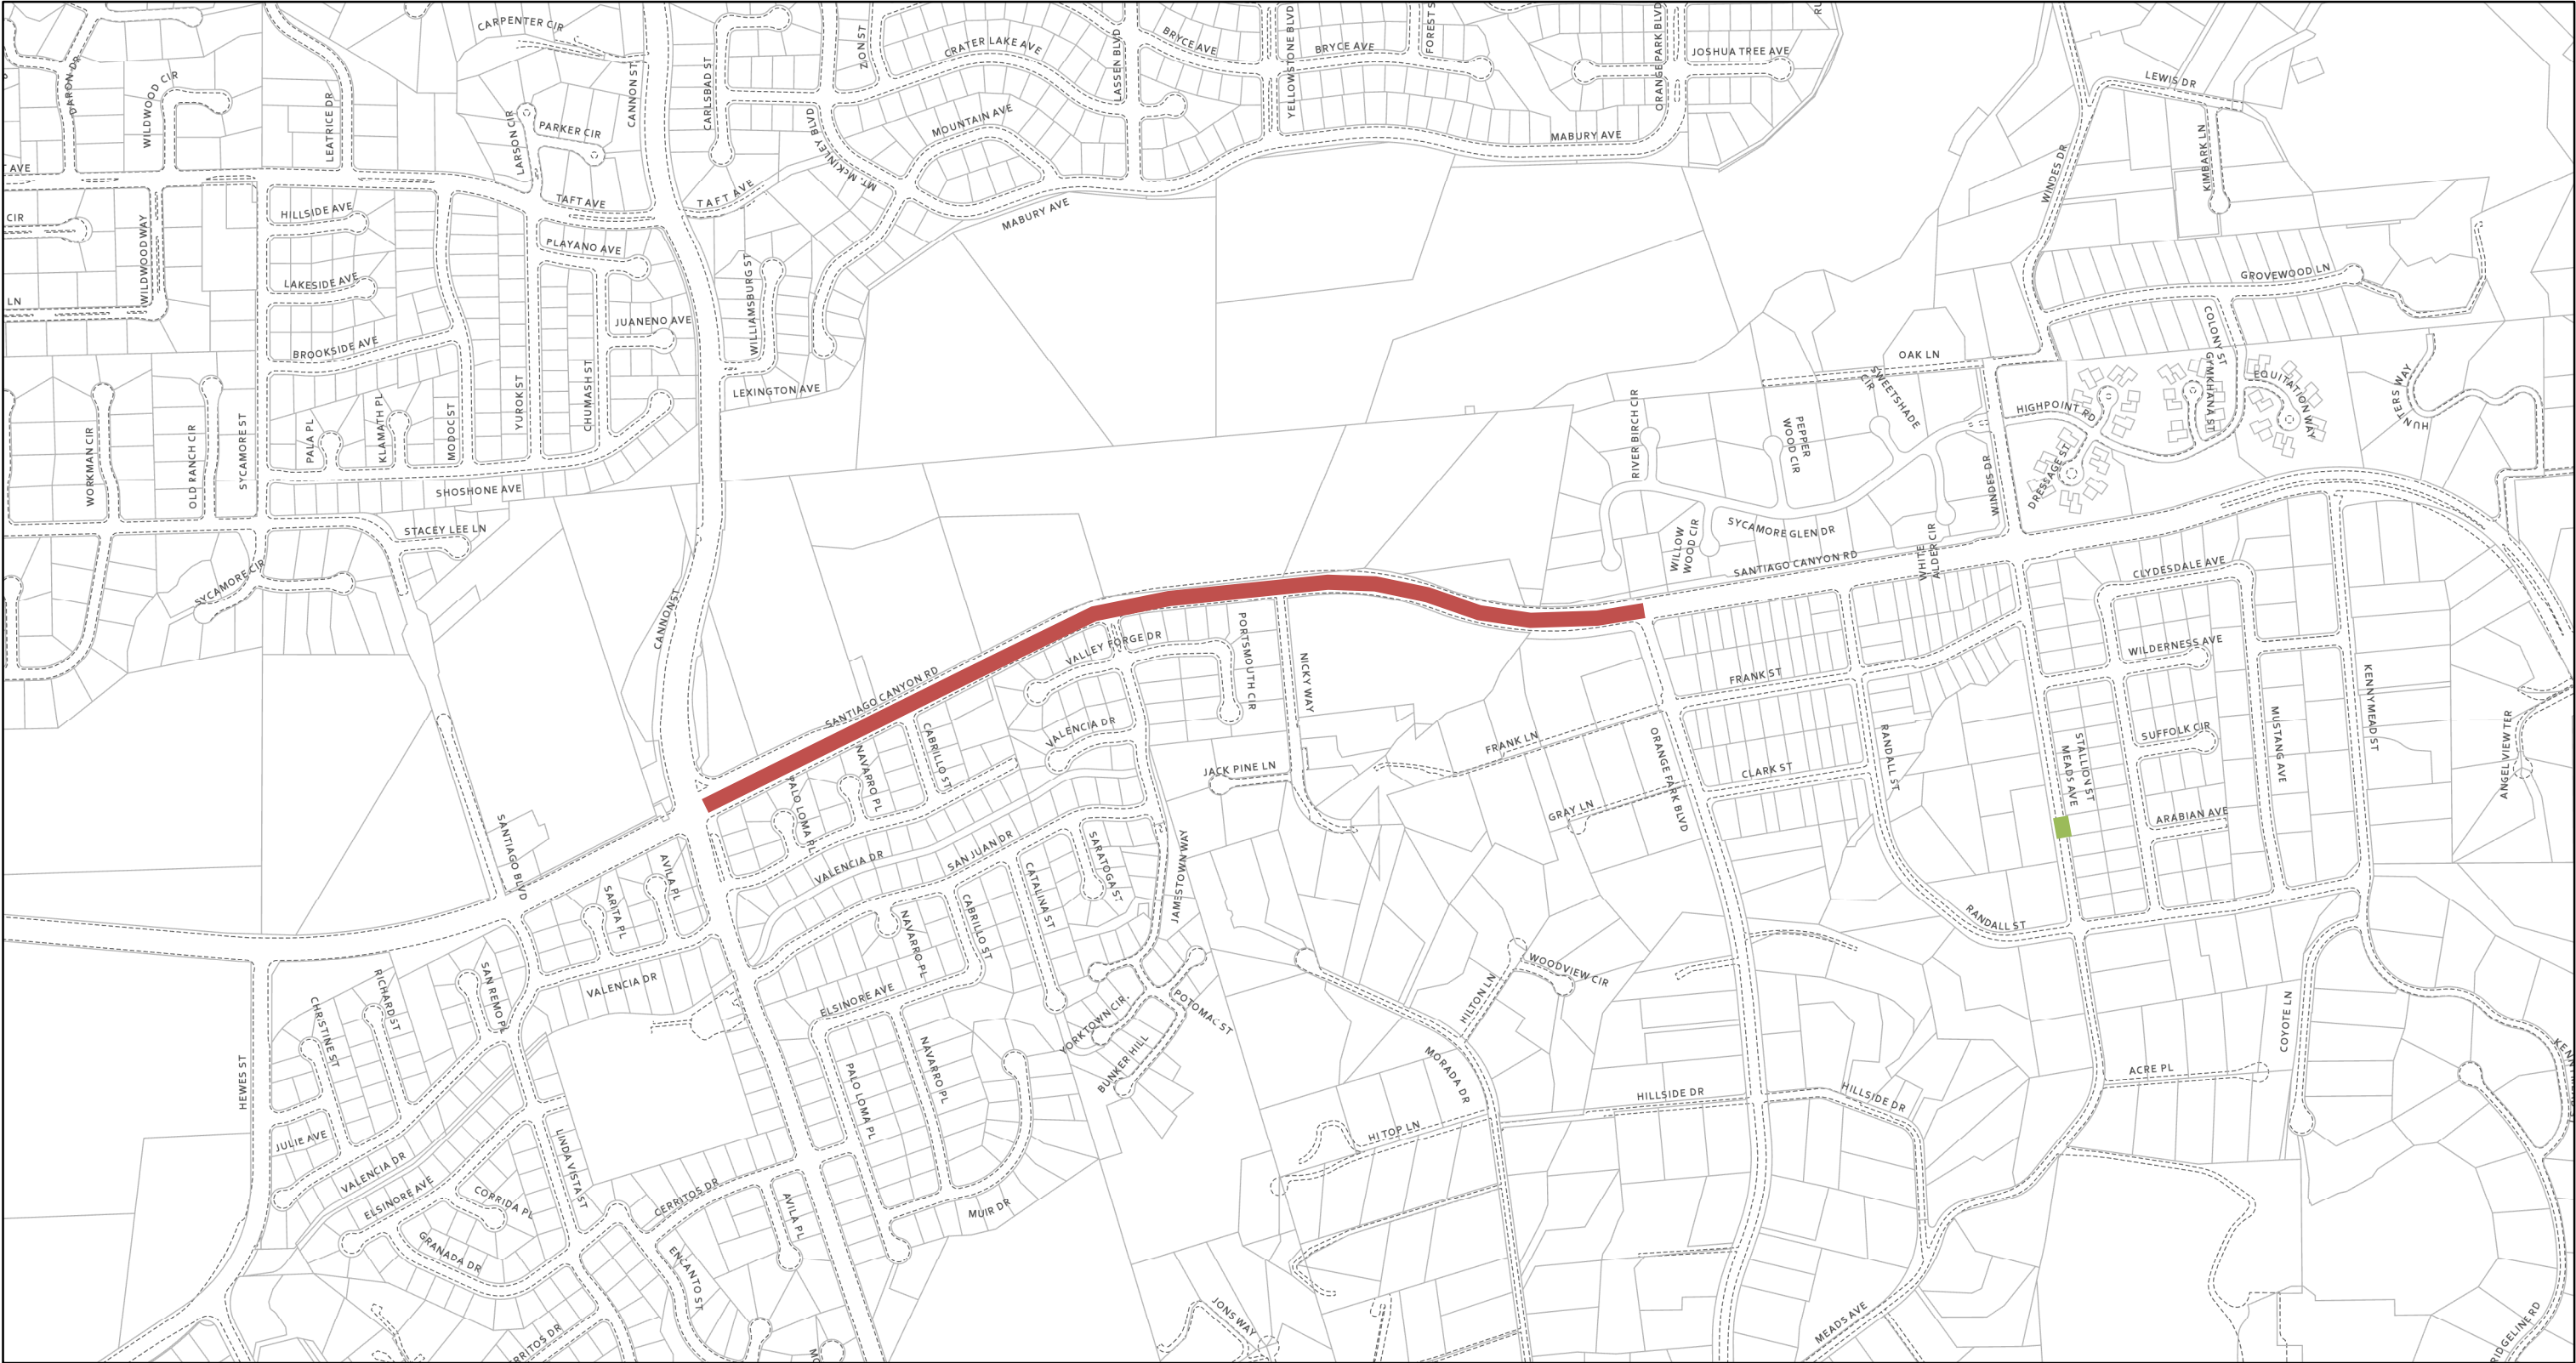 CARPENTER CIR
CARON DR
WILDWOOD CIR
LEATRICE DR
LARSON CIR
PARKER CIR
CANNON ST
CARLSBAD ST
ZION ST
CRATER LAKE AVE
LASSEN BLVD
BRYCE AVE
YELLOWSTONE BLVD
BRYCE AVE
FOREST S
ORANGE PARK BLVD
JOSHUA TREE AVE
RU
LEWIS DR
MT. MCKINLEY BLVD
MOUNTAIN AVE
MABURY AVE
KIMBARK LN
WINDES DR
T AVE
CIR
LN
WILDWOOD WAY
HILLSIDE AVE
TAFT AVE
TAFT AVE
MABURY AVE
PLAYANO AVE
LAKESIDE AVE
WILLIAMSBURG ST
GROVEWOOD LN
JUANENO AVE
BROOKSIDE AVE
COLONY ST
LEXINGTON AVE
OAK LN
SWEETSHADE
CIR
GYMKHANA ST
EQUITATION WAY
HUNTERS WAY
WORKMAN CIR
OLD RANCH CIR
SYCAMORE ST
PALA PL
KLAMATH PL
MODOC ST
YUROK ST
CHUMASH ST
RIVER BIRCH CIR
PEPPER
WOOD CIR
HIGHPOINT RD
DRESSAGE ST
WINDES DR
SHOSHONE AVE
STACEY LEE LN
SYCAMORE CIR
WILLOW
WOOD CIR
SYCAMORE GLEN DR
WHITE
ALDER CIR
SANTIAGO CANYON RD
CLYDESDALE AVE
CANNON ST
SANTIAGO CANYON RD
VALLEY FORGE DR
PORTSMOUTH CIR
NICKY WAY
FRANK ST
WILDERNESS AVE
KENNYMEAD ST
PALO LOMA PL
NAVARRO PL
CABRILLO ST
VALENCIA DR
JACK PINE LN
FRANK LN
GRAY LN
ORANGE PARK BLVD
CLARK ST
RANDALL ST
MEADS AVE
STALLION ST
SUFFOLK CIR
MUSTANG AVE
ARABIAN AVE
ANGEL VIEW TER
SANTIAGO BLVD
SARITA PL
AVILA PL
VALENCIA DR
SAN JUAN DR
SARATOGA ST
CATALINA ST
JAMESTOWN WAY
NAVARRO PL
CABRILLO ST
RANDALL ST
VALENCIA DR
ELSINORE AVE
SAN REMO PL
RICHARD ST
CHRISTINE ST
YORKTOWN CIR
POTOMAC ST
BUNKER HILL
WOODVIEW CIR
HILTON LN
MORADA DR
COYOTE LN
HEWES ST
PALO LOMA PL
NAVARRO PL
HILLSIDE DR
HILLSIDE DR
ACRE PL
JULIE AVE
VALENCIA DR
LINDA VISTA ST
ELSINORE AVE
CORRIDA PL
CERRITOS DR
AVILA PL
MUIR DR
HI TOP LN
GRANADA DR
ENCANTO ST
RRITOS DR
MO
JONS WAY
MEADS AVE
IDGELINE RD
KENN